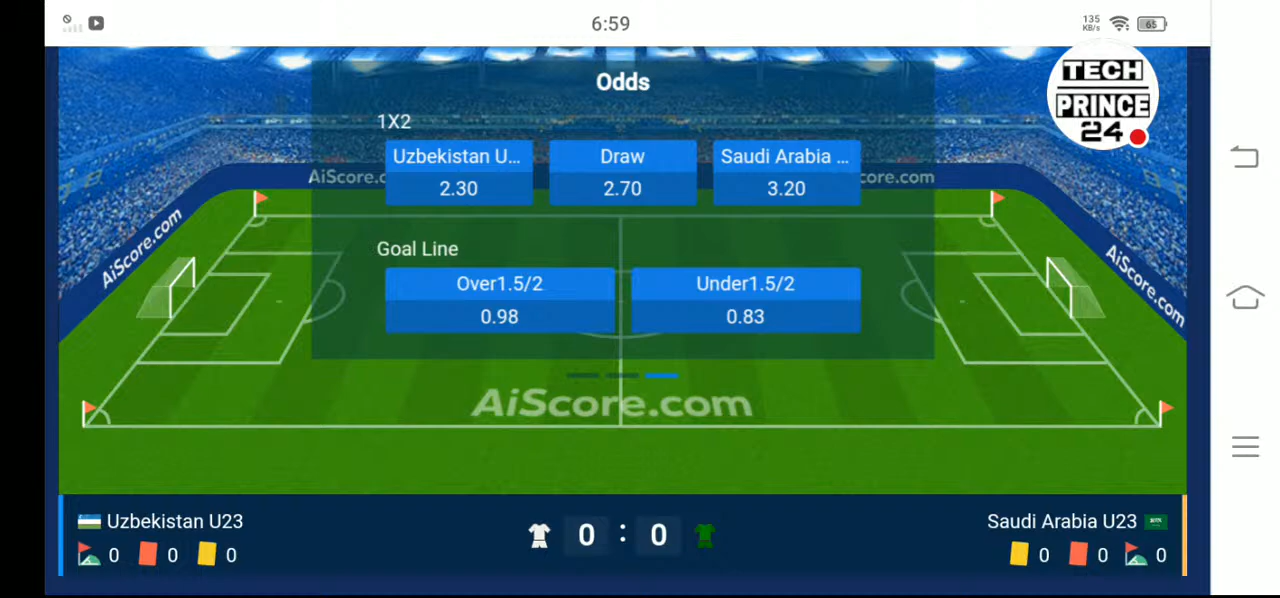 6:59
135
KB/s
65
TECH
PRINCE
24
Odds
1X2
Uzbekistan U... Draw Saudi Arabia ...
2.30 2.70 3.20
AiScore.c core.com
Goal Line
Over1.5/2 Under1.5/2
0.98 0.83
AiScore.com
AiScore.com
AiScore.com
Uzbekistan U23 0 : 0 Saudi Arabia U23
0 0 0 0 0 0